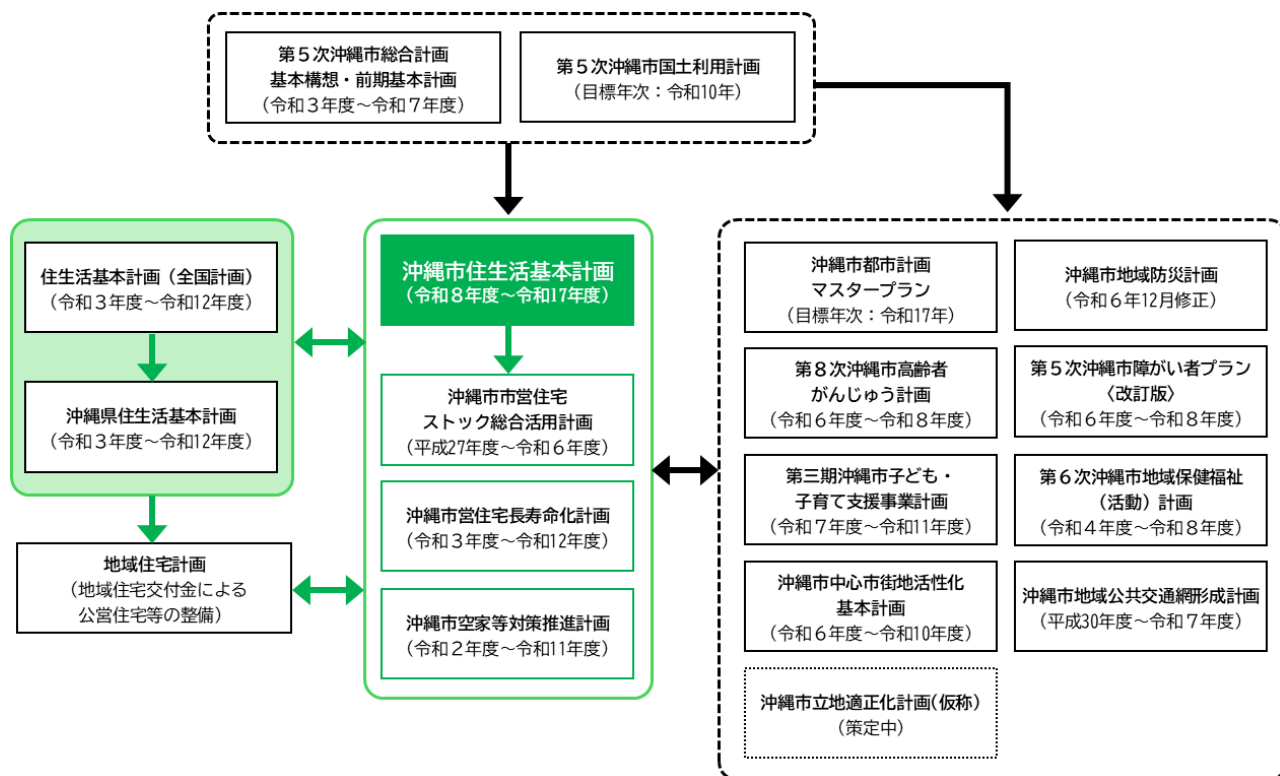 第５次沖縄市総合計画
基本構想・前期基本計画
（令和３年度～令和７年度）
第５次沖縄市国土利用計画
（目標年次：令和10年）
住生活基本計画（全国計画）
（令和３年度～令和12年度）
沖縄県住生活基本計画
（令和３年度～令和12年度）
地域住宅計画
（地域住宅交付金による
公営住宅等の整備）
沖縄市住生活基本計画
（令和８年度～令和17年度）
沖縄市市営住宅
ストック総合活用計画
（平成27年度～令和６年度）
沖縄市営住宅長寿命化計画
（令和３年度～令和12年度）
沖縄市空家等対策推進計画
（令和２年度～令和11年度）
沖縄市都市計画
マスタープラン
（目標年次：令和17年）
沖縄市地域防災計画
（令和６年12月修正）
第８次沖縄市高齢者
がんじゅう計画
（令和６年度～令和８年度）
第５次沖縄市障がい者プラン
〈改訂版〉
（令和６年度～令和８年度）
第三期沖縄市子ども・
子育て支援事業計画
（令和７年度～令和11年度）
第６次沖縄市地域保健福祉
（活動）計画
（令和４年度～令和８年度）
沖縄市中心市街地活性化
基本計画
（令和６年度～令和10年度）
沖縄市地域公共交通網形成計画
（平成30年度～令和７年度）
沖縄市立地適正化計画(仮称)
（策定中）